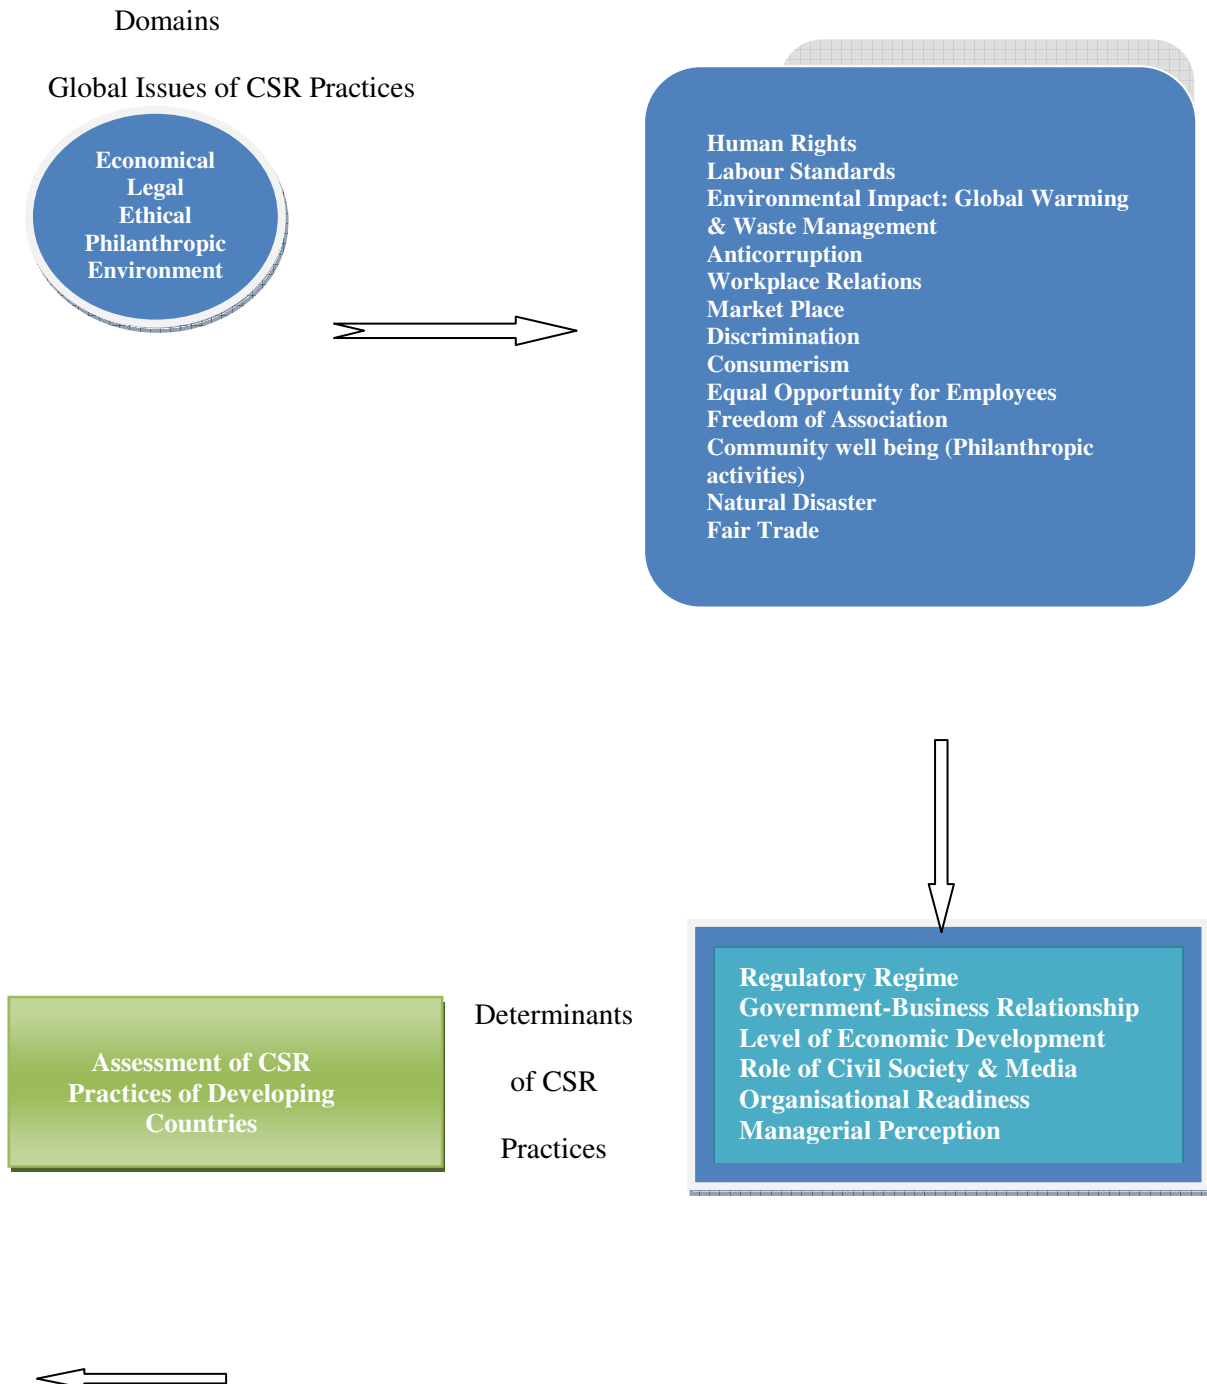 Domains
Global Issues of CSR Practices
Economical
Legal
Ethical
Philanthropic
Environment
Human Rights
Labour Standards
Environmental Impact: Global Warming
& Waste Management
Anticorruption
Workplace Relations
Market Place
Discrimination
Consumerism
Equal Opportunity for Employees
Freedom of Association
Community well being (Philanthropic
activities)
Natural Disaster
Fair Trade
Regulatory Regime
Government-Business Relationship
Level of Economic Development
Role of Civil Society & Media
Organisational Readiness
Managerial Perception
Determinants
of CSR
Practices
Assessment of CSR
Practices of Developing
Countries